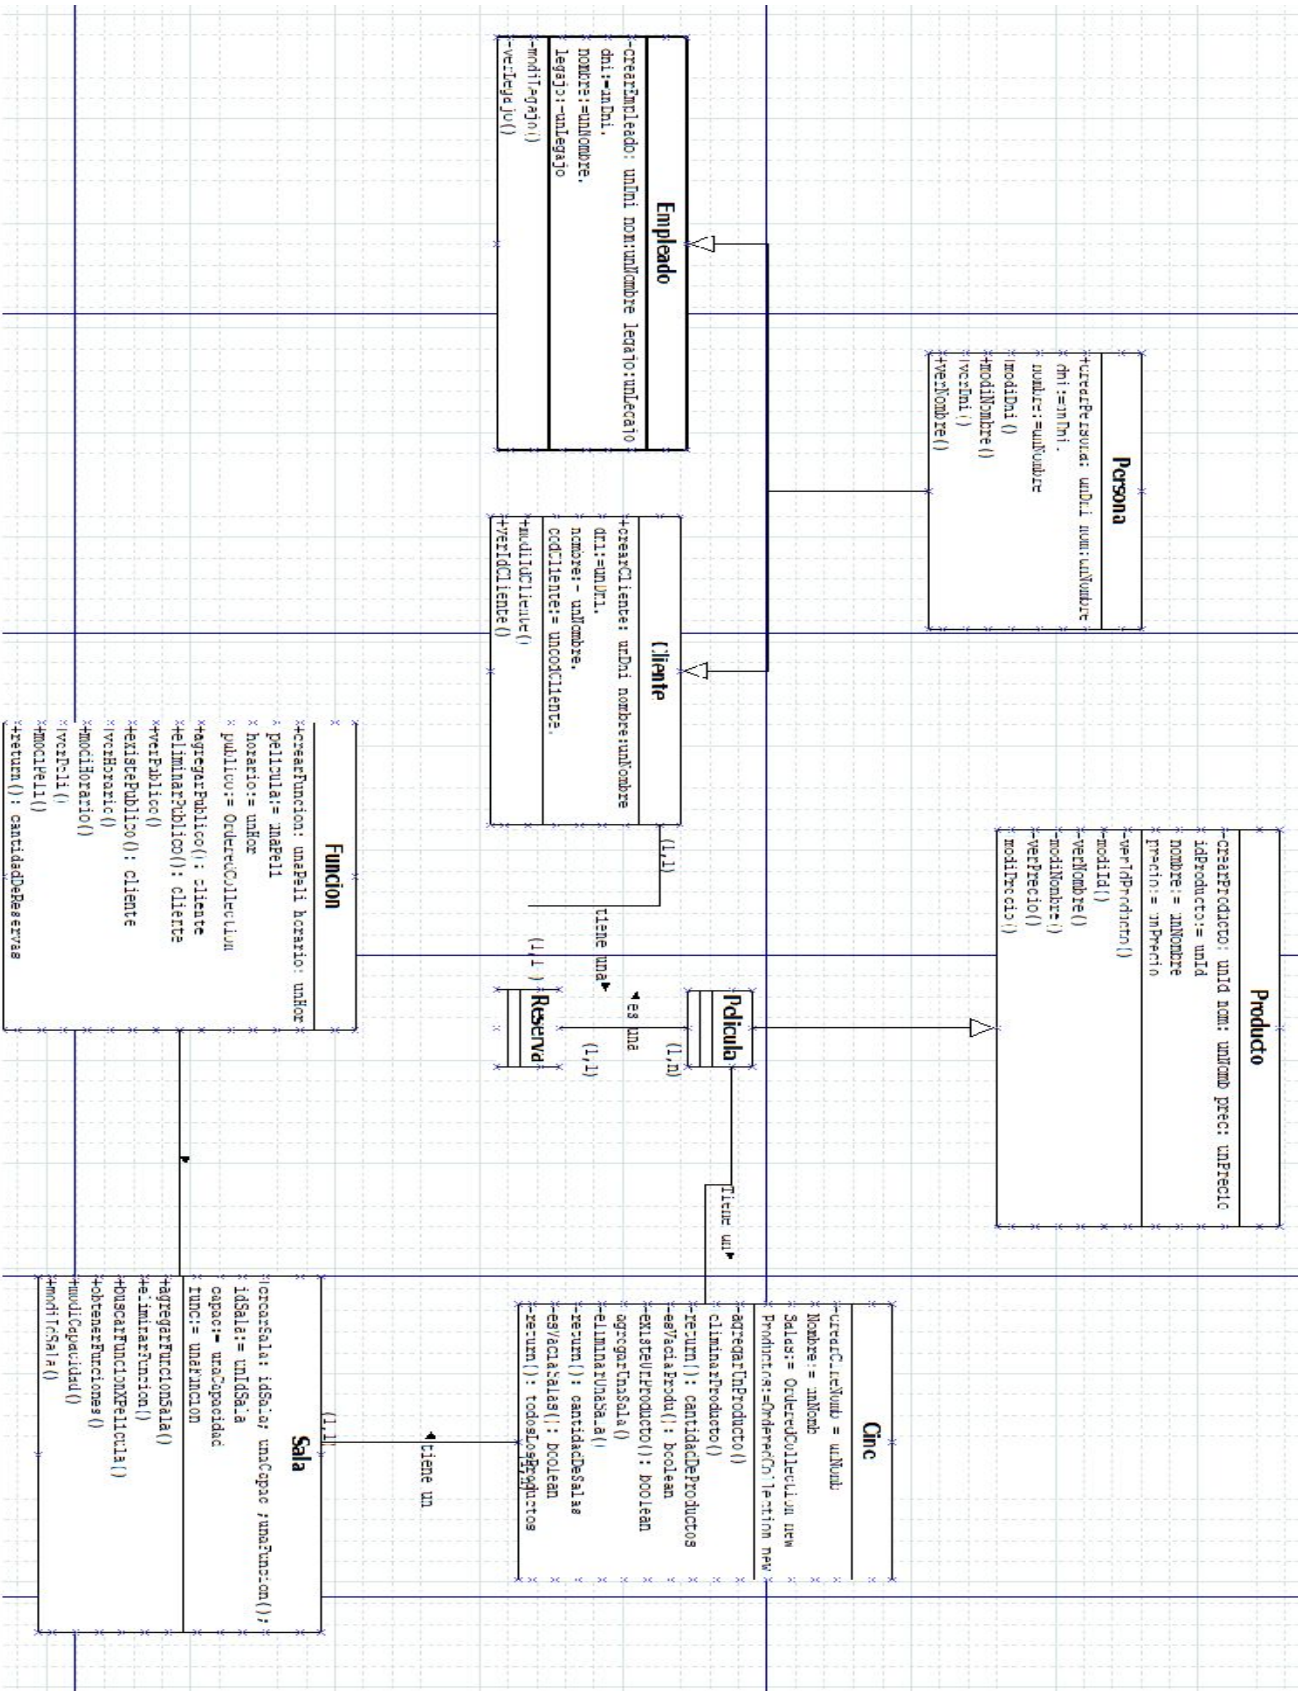 Persona
+crearPersona: unDni nom:unNombre
dni:=unDni.
nombre:=unNombre
modiDni()
+modiNombre()
verDni()
+verNombre()
Empleado
-crearEmpleado: unDni nom:unNombre legajo:unLegajo
dni:=unDni.
nombre:=unNombre.
legajo:=unLegajo
-modiLegajo()
-verLegajo()
Cliente
+crearCliente: unDni nombre:unNombre
dni:=unDni.
nombre:= unNombre.
codCliente:= uncodCliente.
+modiIdCliente()
+verIdCliente()
(1,1)
tiene una
(1,1 )
Producto
-crearProducto: unId nom: unNomb prec: unPrecio
idProducto:= unId
nombre:= unNombre
precio:= unPrecio
-verIdProducto()
-modiId()
-verNombre()
-modiNombre()
-verPrecio()
modiPrcio()
Pelicula
(1,n)
es una
(1,1)
Reserva
Tiene un
Cine
-crearCineNomb = unNomb
Nombre:= unNomb
Salas:= OrderedCollection new
Productos:=OrderedCollection new
-agregarUnProducto()
eliminarProducto()
-return(): cantidadDeProductos
-esVaciaProdu(): boolean
-existeUnProducto(): boolean
agregarUnaSala()
-eliminarUnaSala()
-return(): cantidadDeSalas
-esVaciaSalas(): boolean
-return(): todosLosProductos
tiene un
(1,1)
Funcion
+crearFuncion: unaPeli horario: unHor
pelicula:= unaPeli
horario:= unHor
publico:= OrderedCollection
+agregarPublico(): cliente
+eliminarPublico(): cliente
+verPublico()
+existePublico(): cliente
verHorario()
+modiHorario()
verPeli()
+modiPeli()
+return(): cantidadDeReservas
Sala
crearSala: idSala; unaCapac ;unaFuncion();
idSala:= unIdSala
capac:= unaCapacidad
func:= unaFuncion
+agregarFuncionSala()
+eliminarFuncion()
+buscarFuncionXPelicula()
+obtenerFunciones()
+modiCapacidad()
+modiIdSala()